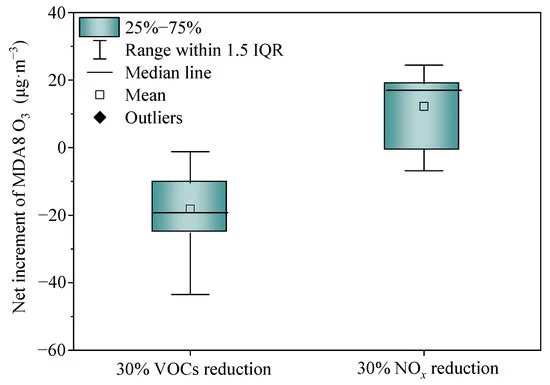 Net increment of MDA8 O₃ (μg·m⁻³)
40
20
0
−20
−40
−60
25%−75%
Range within 1.5 IQR
Median line
Mean
Outliers
30% VOCs reduction
30% NOₓ reduction